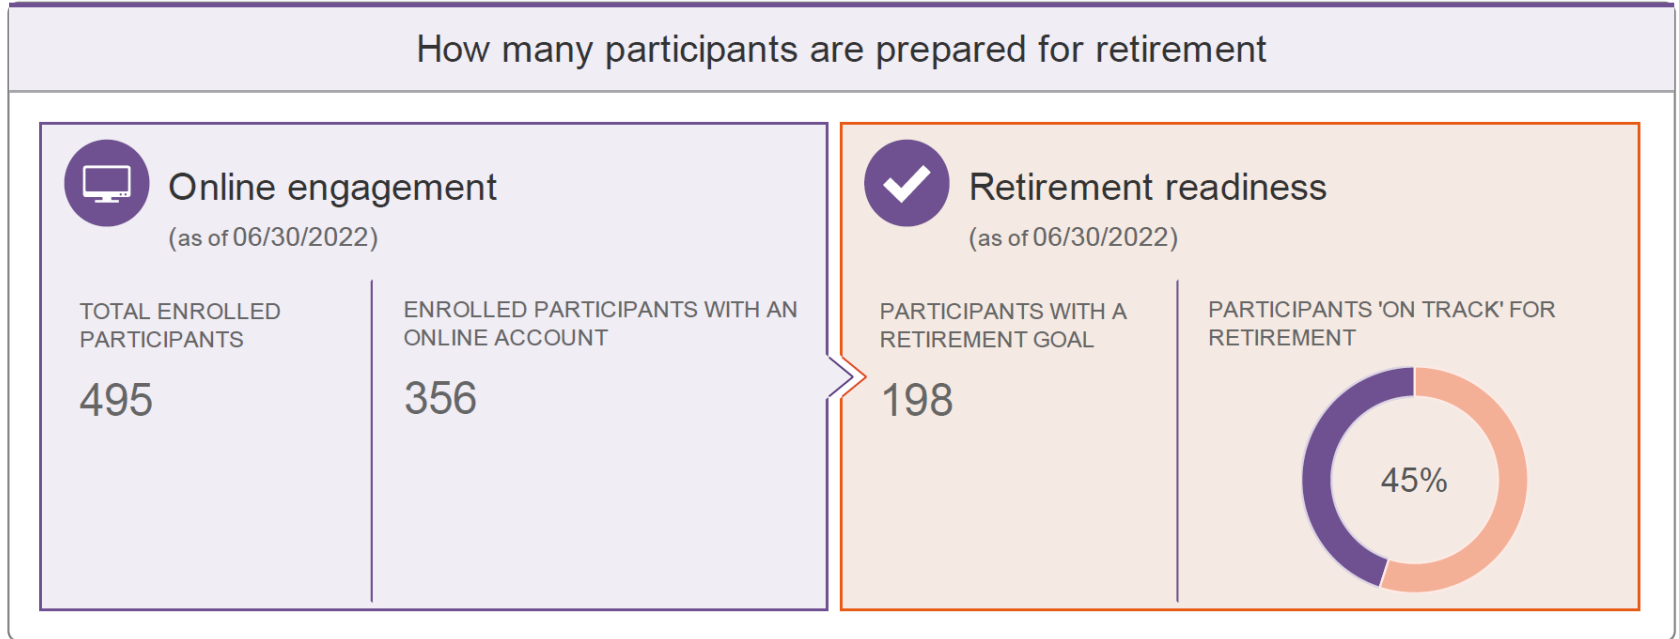 How many participants are prepared for retirement
Online engagement
(as of 06/30/2022)
TOTAL ENROLLED
PARTICIPANTS
495
ENROLLED PARTICIPANTS WITH AN
ONLINE ACCOUNT
356
Retirement readiness
(as of 06/30/2022)
PARTICIPANTS WITH A
RETIREMENT GOAL
198
PARTICIPANTS 'ON TRACK' FOR
RETIREMENT
45%